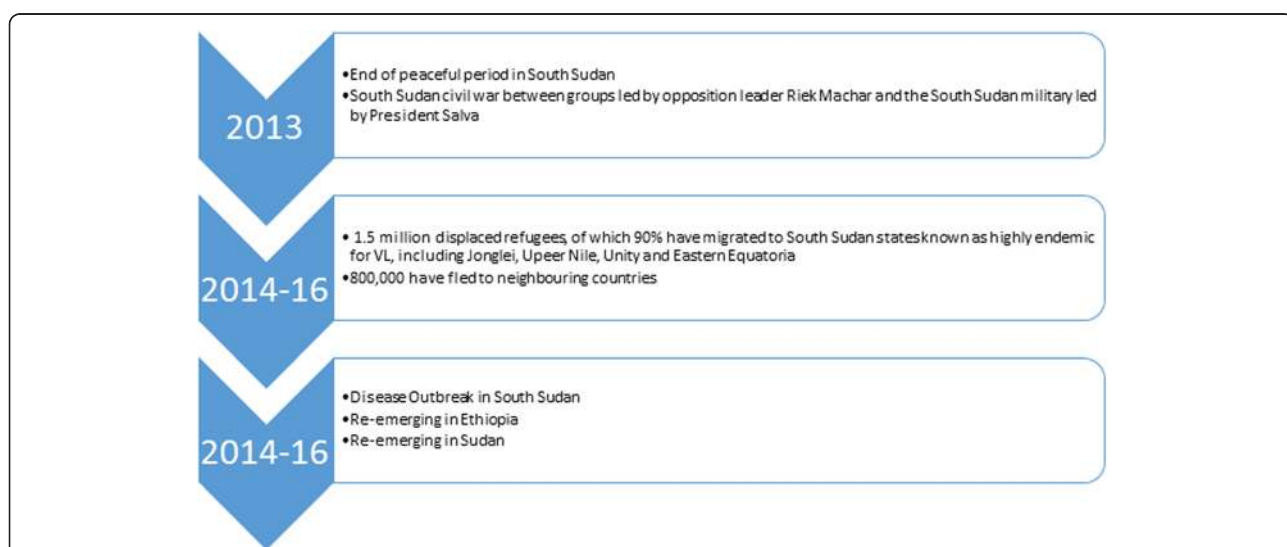 2013
•End of peaceful period in South Sudan
•South Sudan civil war between groups led by opposition leader Riek Machar and the South Sudan military led
by President Salva
2014-16
• 1.5 million displaced refugees, of which 90% have migrated to South Sudan statesknown as highly endemic
for VL, including Jonglei, Upeer Nile, Unity and Eastern Equatoria
•800,000 have fled to neighbouring countries
2014-16
•Disease Outbreak in South Sudan
•Re-emerging in Ethiopia
•Re-emerging in Sudan